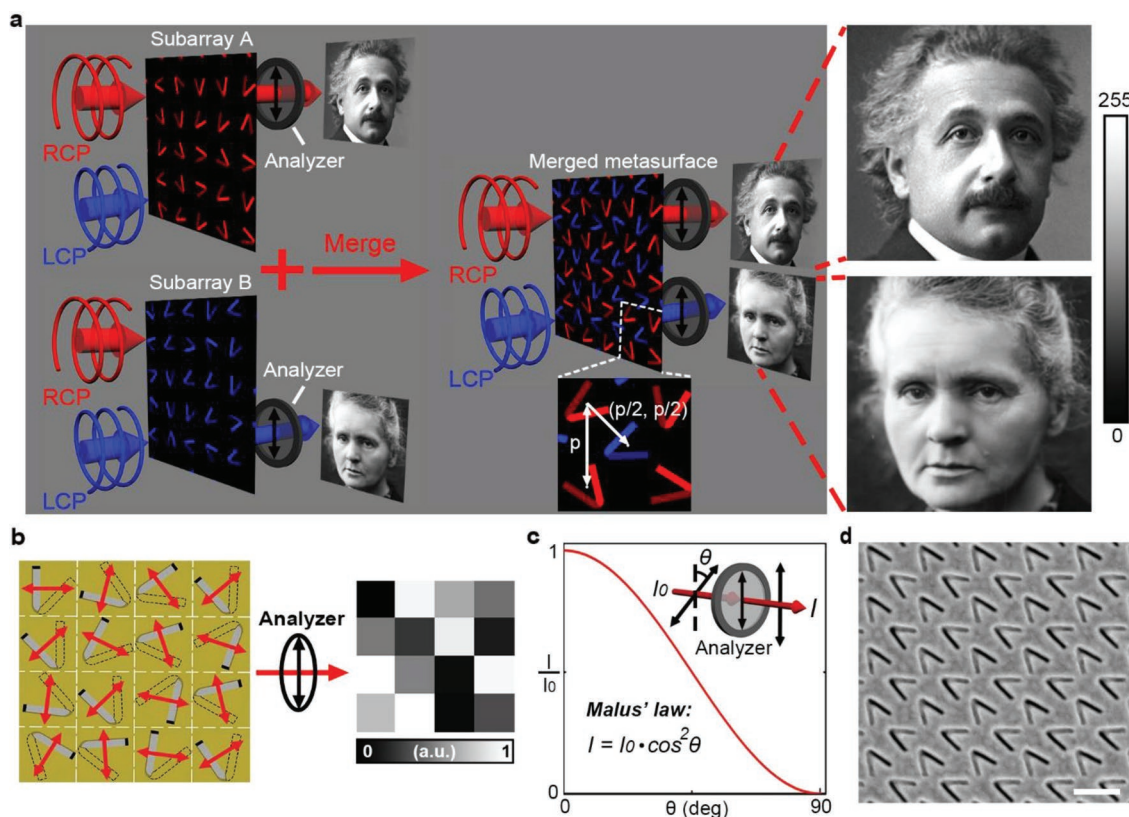 a
Subarray A
RCP
Analyzer
LCP
Merge
Subarray B
Analyzer
RCP
LCP
Merged metasurface
RCP
LCP
(p/2, p/2)
p
255
0
b
Analyzer
0 (a.u.) 1
c
1
I
I0
0
θ
I0
I
Analyzer
Malus’ law:
I = I0 • cos²θ
0
θ (deg)
90
d